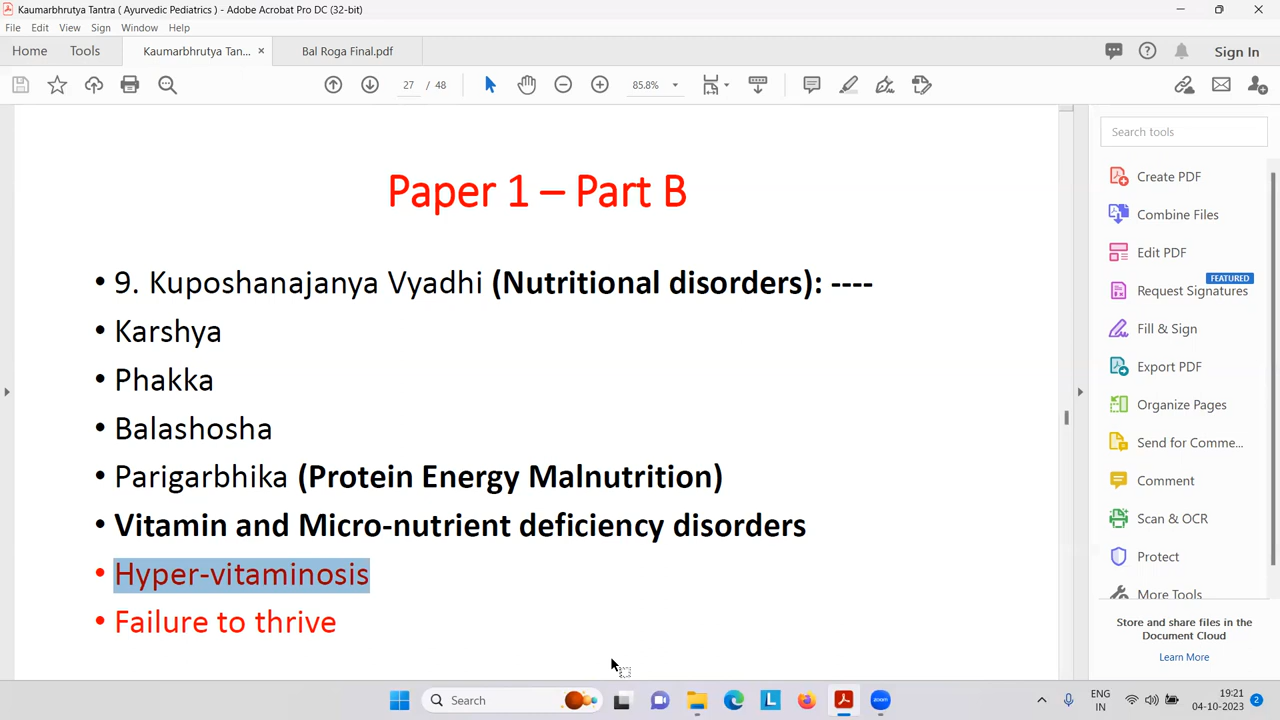 Kaumarbhrutya Tantra ( Ayurvedic Pediatrics ) - Adobe Acrobat Pro DC (32-bit)
File Edit View Sign Window Help
Home Tools Kaumarbhrutya Tan... × Bal Roga Final.pdf Sign In
27 / 48 85.8%
Search tools
Paper 1 – Part B
• 9. Kuposhanajanya Vyadhi (Nutritional disorders): ----
• Karshya
• Phakka
• Balashosha
• Parigarbhika (Protein Energy Malnutrition)
• Vitamin and Micro-nutrient deficiency disorders
• Hyper-vitaminosis
• Failure to thrive
Create PDF
Combine Files
Edit PDF
FEATURED
Request Signatures
Fill & Sign
Export PDF
Organize Pages
Send for Comme...
Comment
Scan & OCR
Protect
More Tools
Store and share files in the
Document Cloud
Learn More
Search
L
zoom
ENG
IN
19:21
04-10-2023
2